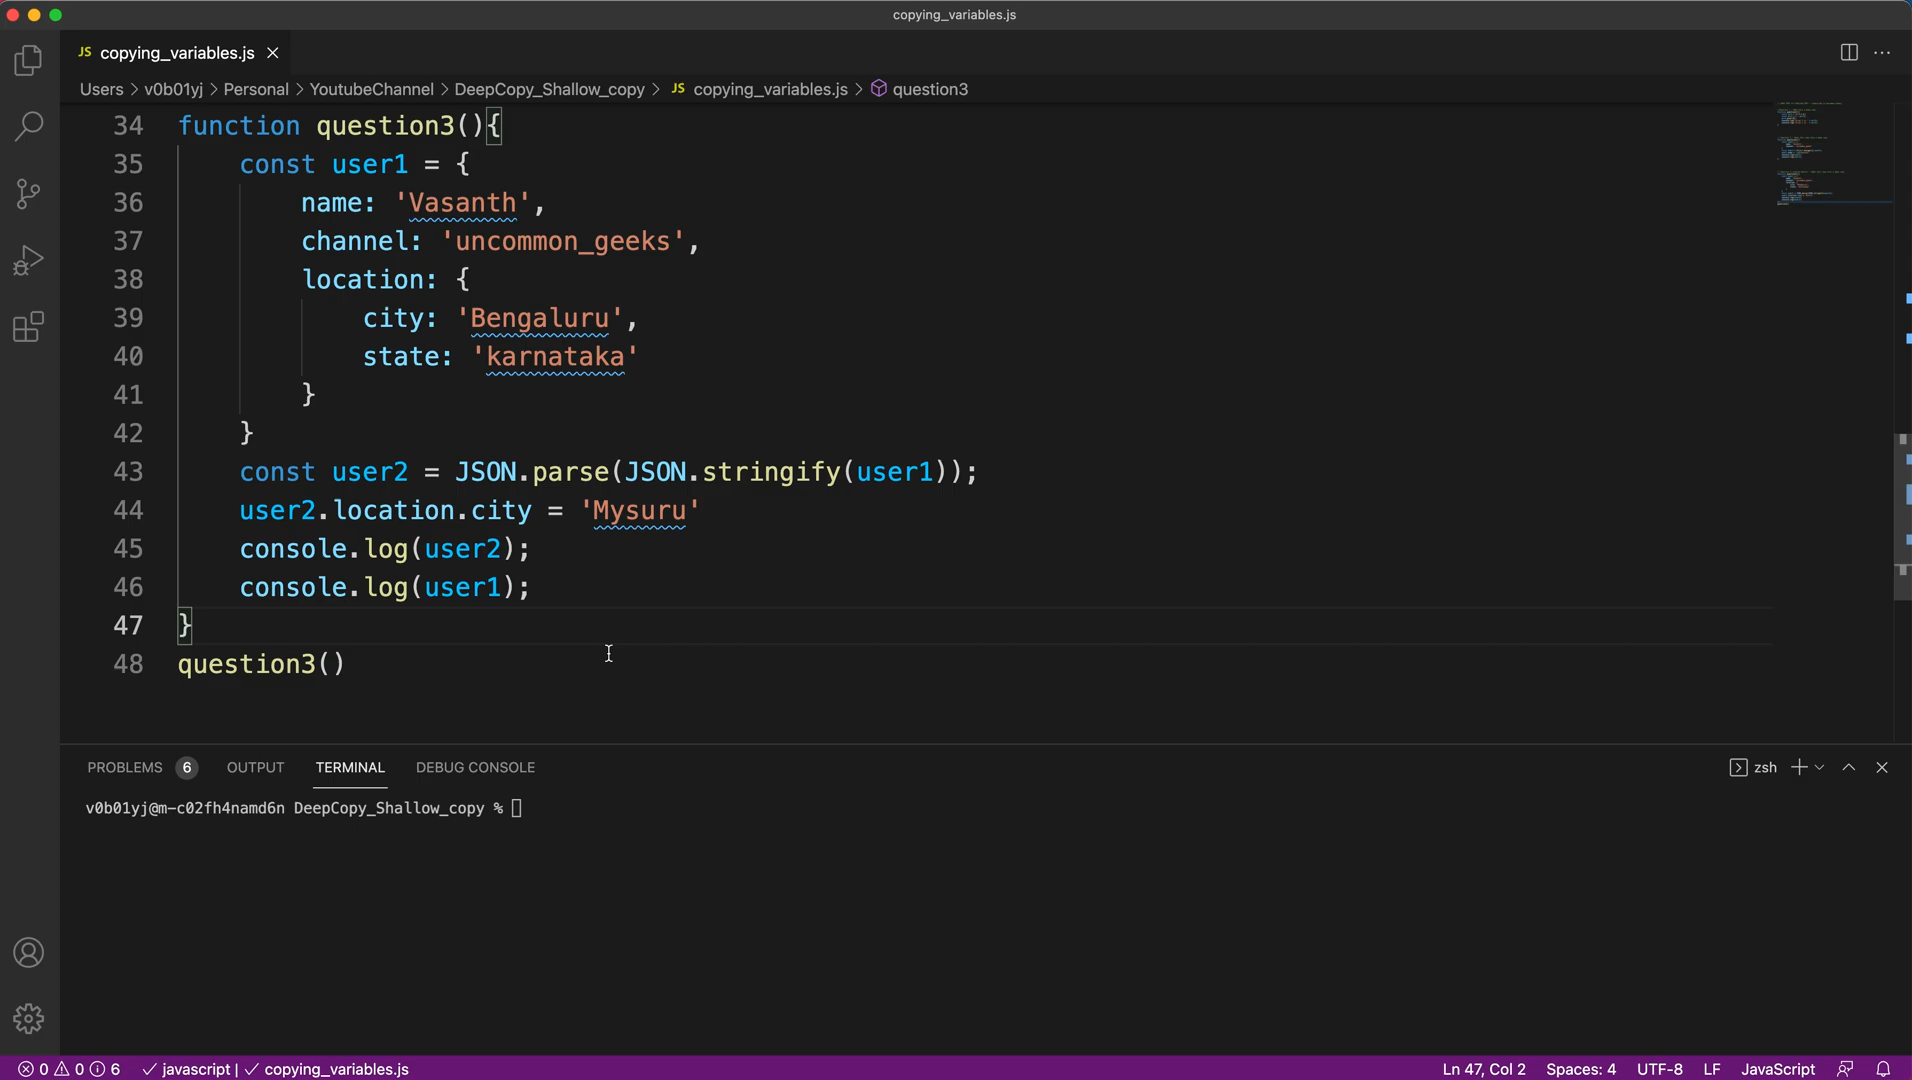 copying_variables.js
JS copying_variables.js
Users > v0b01yj > Personal > YoutubeChannel > DeepCopy_Shallow_copy > JS copying_variables.js > question3
34 function question3(){
35 const user1 = {
36 name: 'Vasanth',
37 channel: 'uncommon_geeks',
38 location: {
39 city: 'Bengaluru',
40 state: 'karnataka'
41 }
42 }
43 const user2 = JSON.parse(JSON.stringify(user1));
44 user2.location.city = 'Mysuru'
45 console.log(user2);
46 console.log(user1);
47 }
48 question3()
PROBLEMS 6 OUTPUT TERMINAL DEBUG CONSOLE zsh
v0b01yj@m-c02fh4namd6n DeepCopy_Shallow_copy %
0 0 6 javascript | copying_variables.js Ln 47, Col 2 Spaces: 4 UTF-8 LF JavaScript